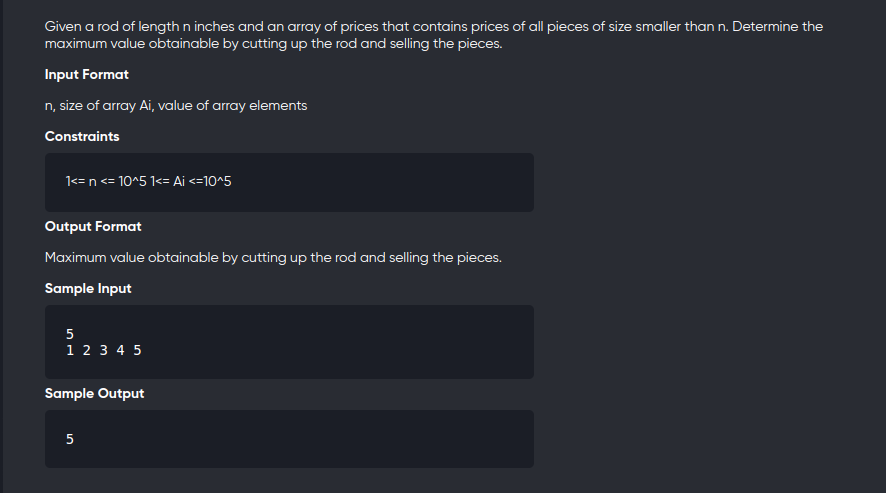 Given a rod of length n inches and an array of prices that contains prices of all pieces of size smaller than n. Determine the
maximum value obtainable by cutting up the rod and selling the pieces.
Input Format
n, size of array Ai, value of array elements
Constraints
1<= n <= 10^5 1<= Ai <=10^5
Output Format
Maximum value obtainable by cutting up the rod and selling the pieces.
Sample Input
5
1 2 3 4 5
Sample Output
5